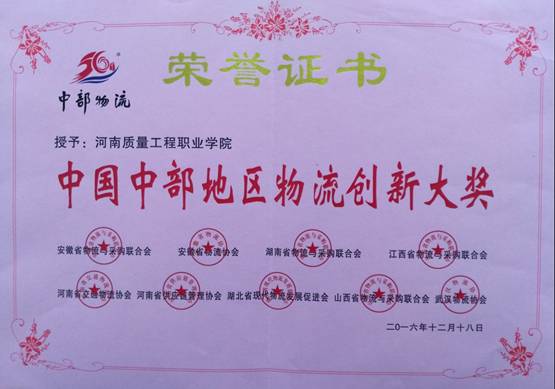 荣誉证书
中部物流
授予：河南质量工程职业学院
中国中部地区物流创新大奖
安徽省物流与采购联合会 安徽省物流协会 湖南省物流与采购联合会 江西省物流与采购联合会
河南省交通物流协会 河南省供应链管理协会 湖北省现代物流发展促进会 山西省物流与采购联合会 武汉物流协会
二〇一六年十二月十八日